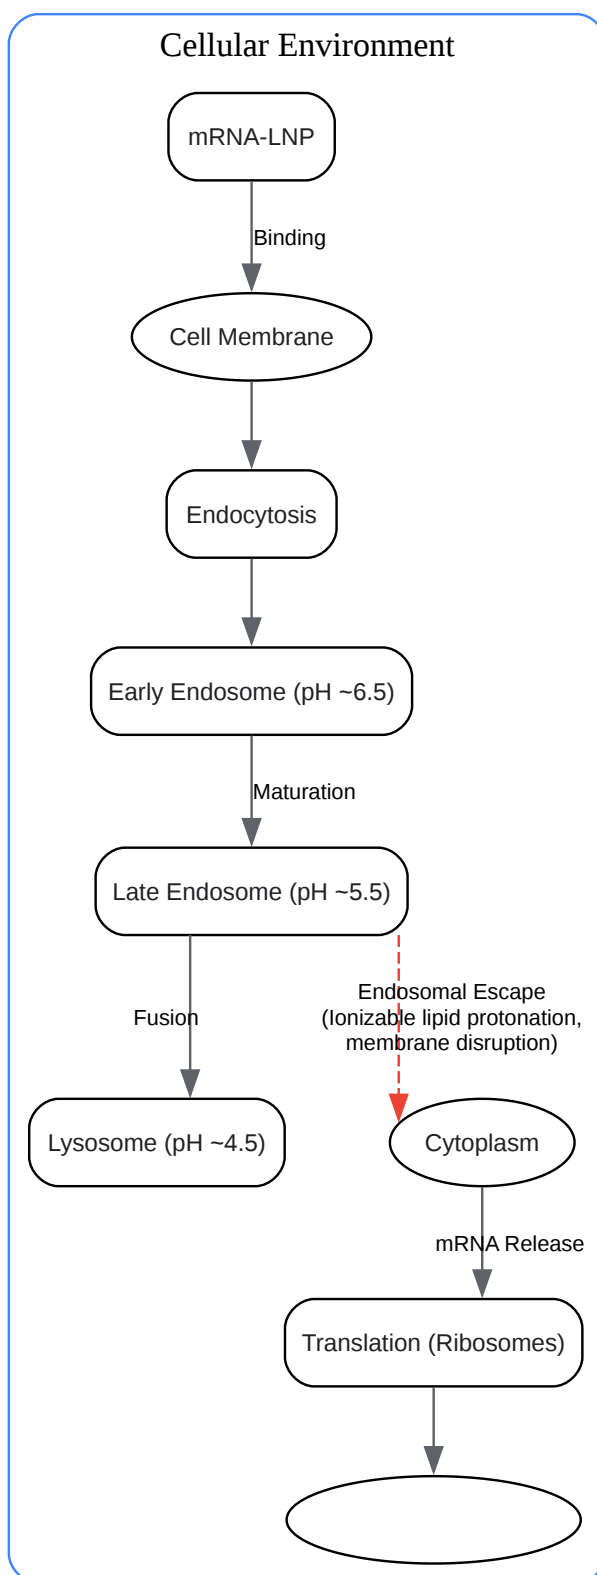 Cellular Environment
mRNA-LNP
Binding
Cell Membrane
Endocytosis
Early Endosome (pH ~6.5)
Maturation
Late Endosome (pH ~5.5)
Endosomal Escape
(Ionizable lipid protonation,
membrane disruption)
Fusion
Lysosome (pH ~4.5)
Cytoplasm
mRNA Release
Translation (Ribosomes)